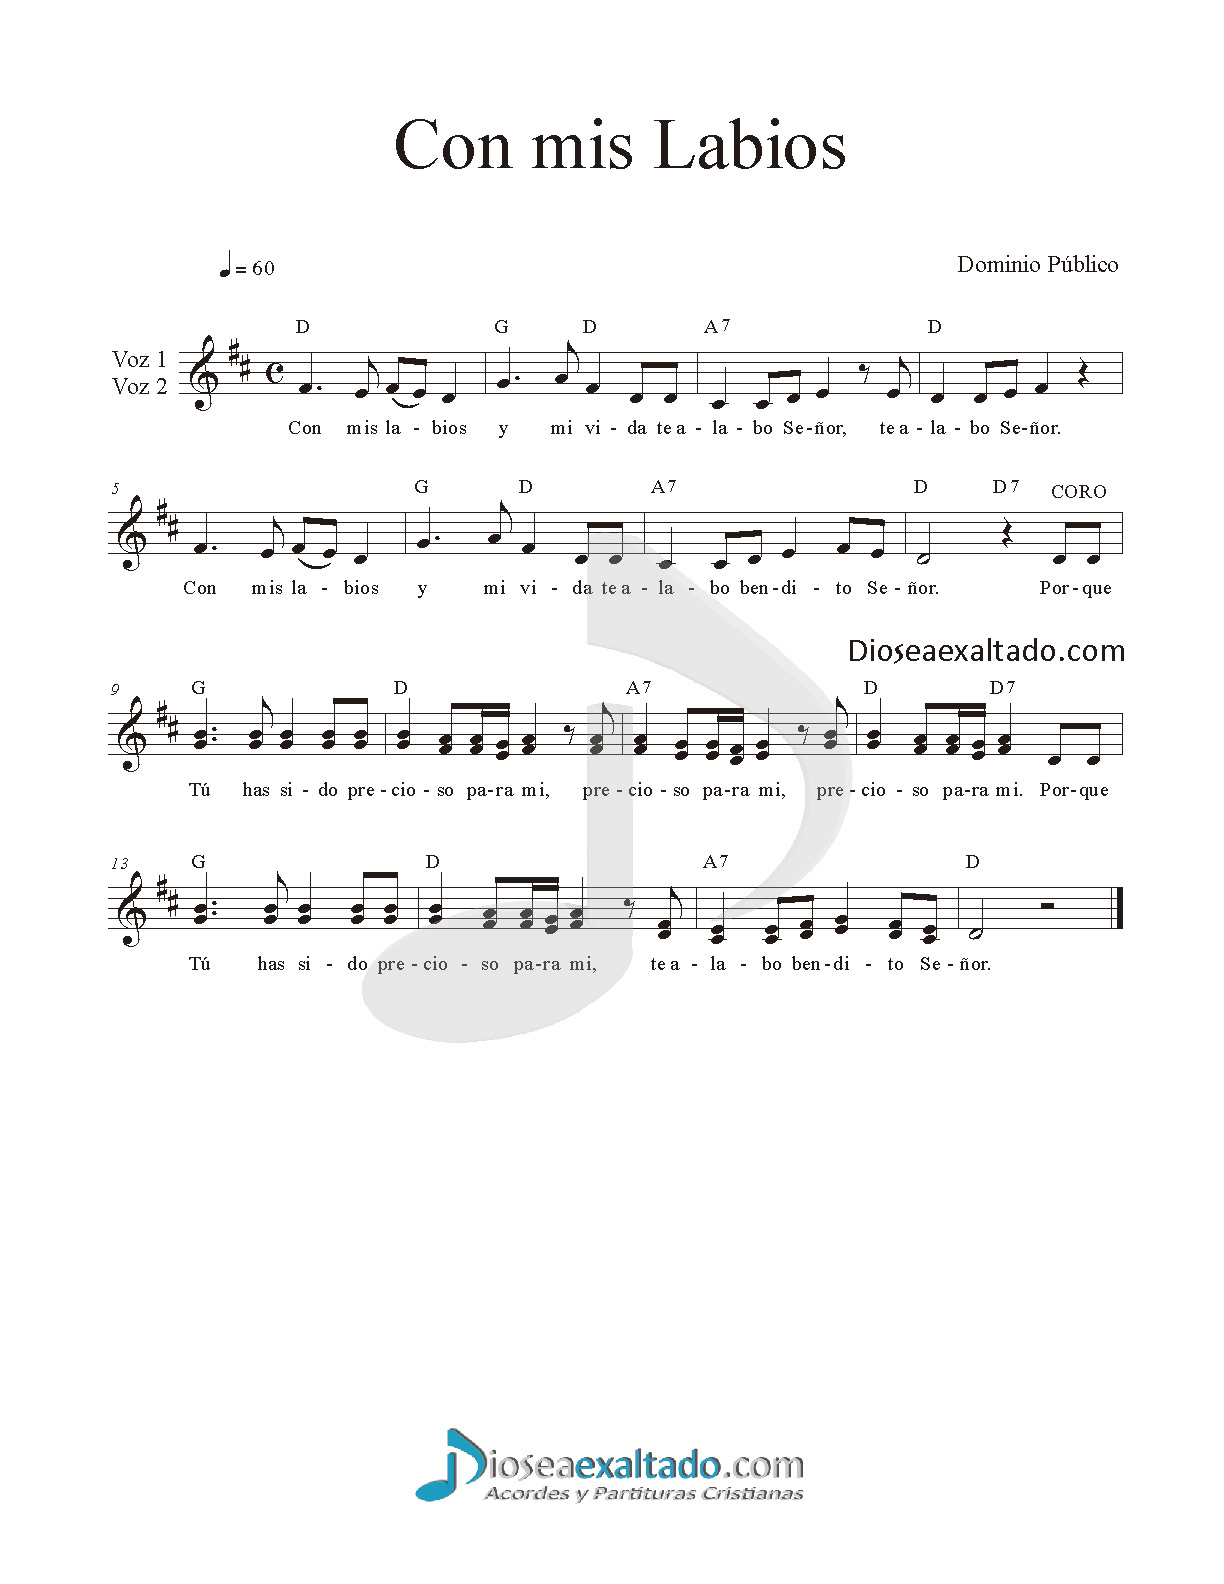 Con mis Labios
♩ = 60
Dominio Público
D G D A7 D
Voz 1
Voz 2
Con mis la - bios y mi vi - da te a - la - bo Se - ñor, te a - la - bo Se - ñor.
5 G D A7 D D7 CORO
Con mis la - bios y mi vi - da te a - la - bo ben - di - to Se - ñor. Por - que
Dioseaexaltado.com
9 G D A7 D D7
Tú has si - do pre - cio - so pa - ra mi, pre - cio - so pa - ra mi, pre - cio - so pa - ra mi. Por - que
13 G D A7 D
Tú has si - do pre - cio - so pa - ra mi, te a - la - bo ben - di - to Se - ñor.
Dioseaexaltado.com
Acordes y Partituras Cristianas